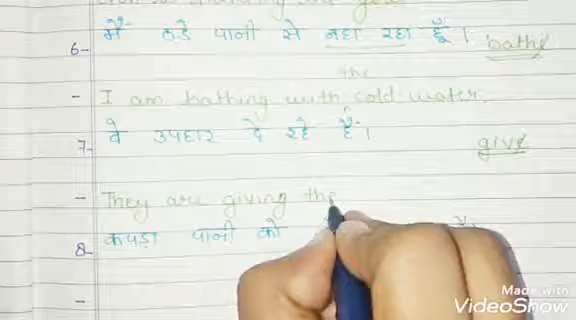 6- मैं ठंडे पानी से नहा रहा हूँ। bathe
the
- I am bathing with cold water.
7- वे उपहार दे रहे हैं। give
- They are giving the
8- कपड़ा पानी को
-
Made with
VideoShow